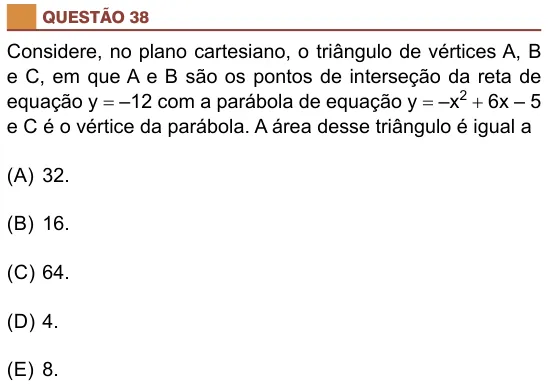 QUESTÃO 38
Considere, no plano cartesiano, o triângulo de vértices A, B
e C, em que A e B são os pontos de interseção da reta de
equação y = –12 com a parábola de equação y = –x² + 6x – 5
e C é o vértice da parábola. A área desse triângulo é igual a
(A) 32.
(B) 16.
(C) 64.
(D) 4.
(E) 8.